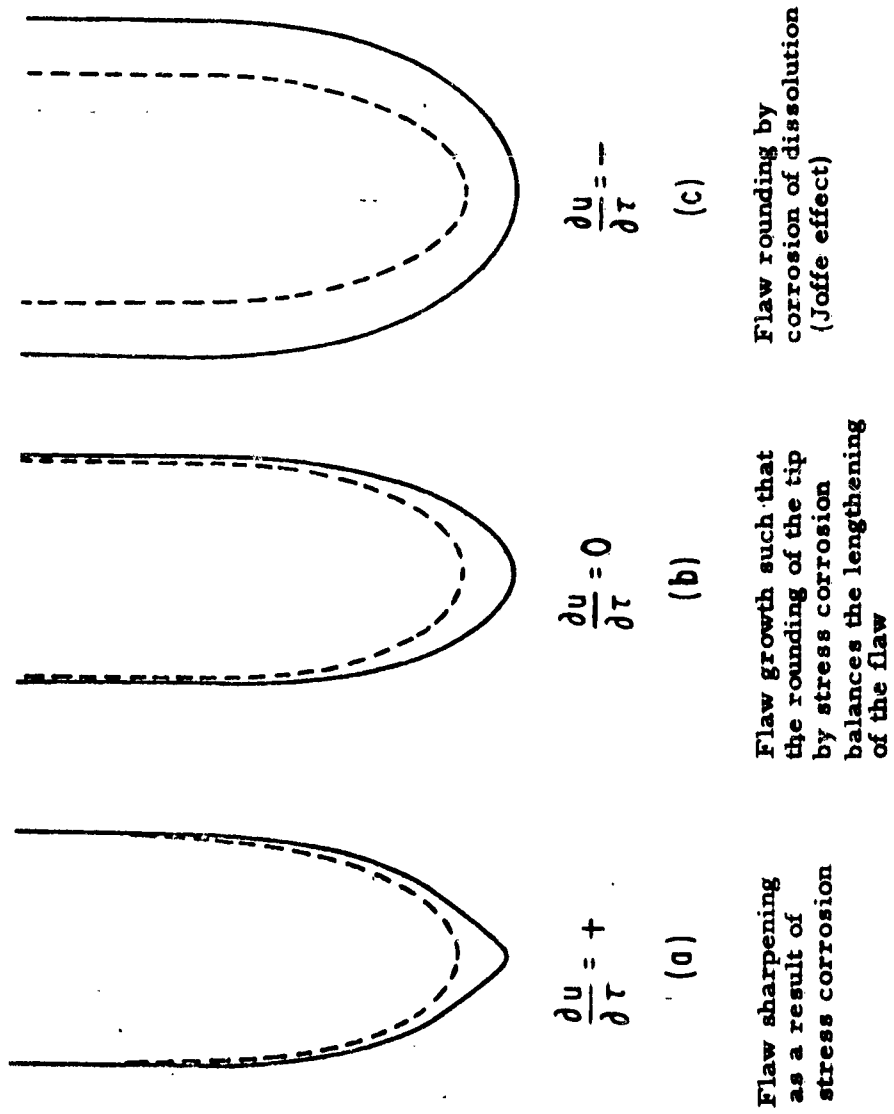 ∂u/∂τ = +
(a)
Flaw sharpening
as a result of
stress corrosion
∂u/∂τ = 0
(b)
Flaw growth such that
the rounding of the tip
by stress corrosion
balances the lengthening
of the flaw
∂u/∂τ = −
(c)
Flaw rounding by
corrosion of dissolution
(Joffe effect)